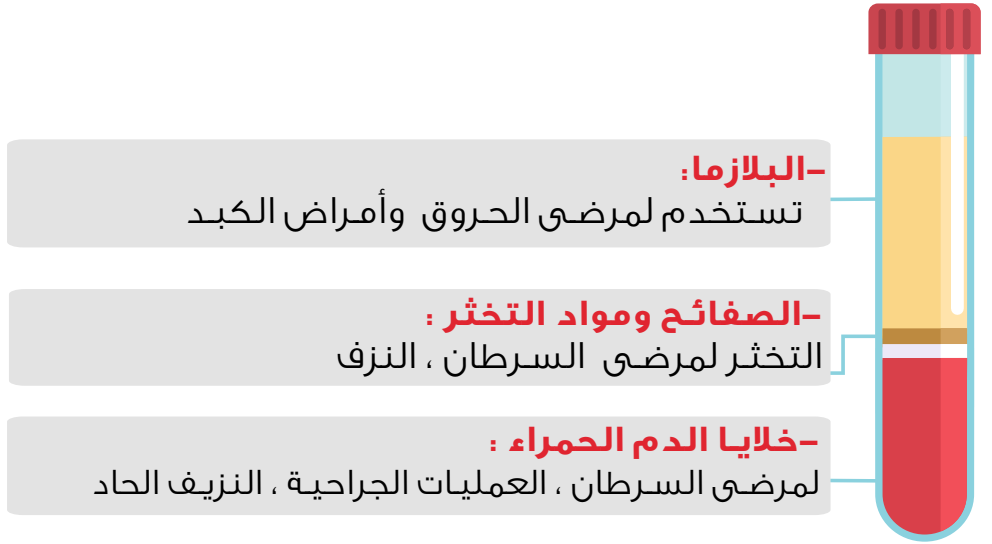 –البلازما:
تستخدم لمرضى الحروق وأمراض الكبد
–الصفائح ومواد التخثر :
التخثر لمرضى السرطان ، النزف
–خلايا الدم الحمراء :
لمرضى السرطان ، العمليات الجراحية ، النزيف الحاد